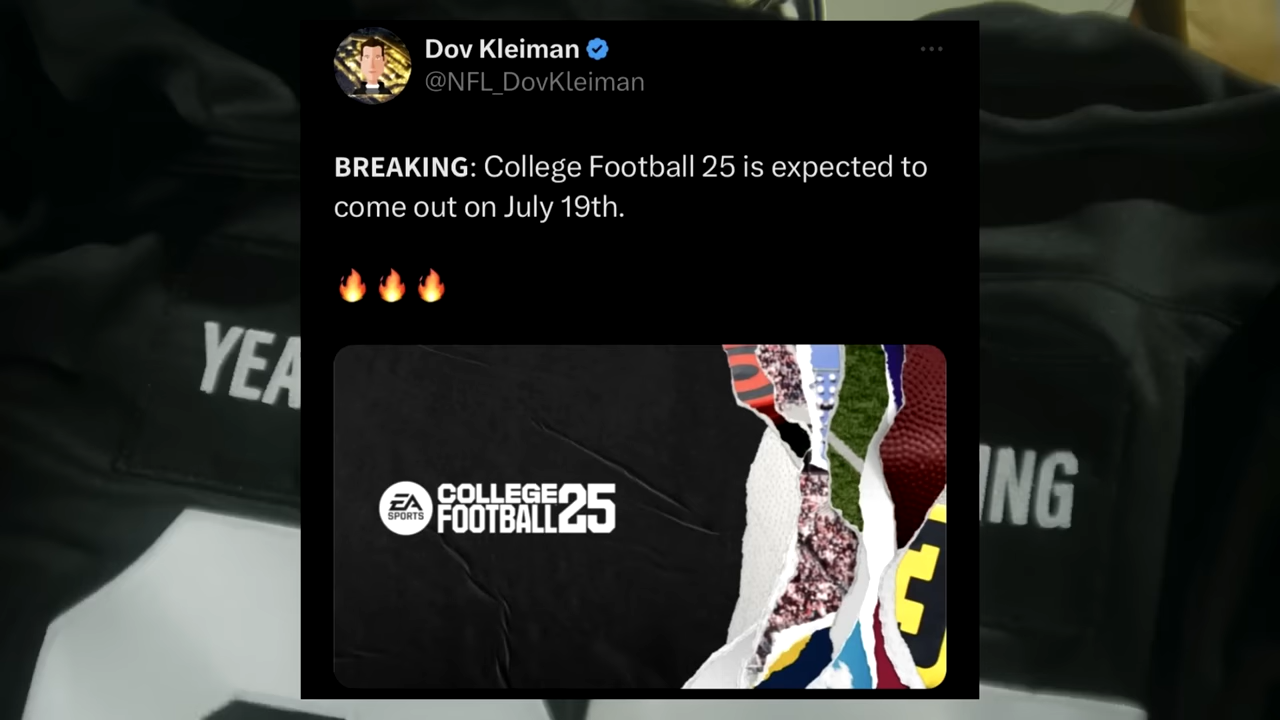 Dov Kleiman
@NFL_DovKleiman
BREAKING: College Football 25 is expected to
come out on July 19th.
🔥🔥🔥
YEA
ING
EA
SPORTS
COLLEGE
FOOTBALL 25